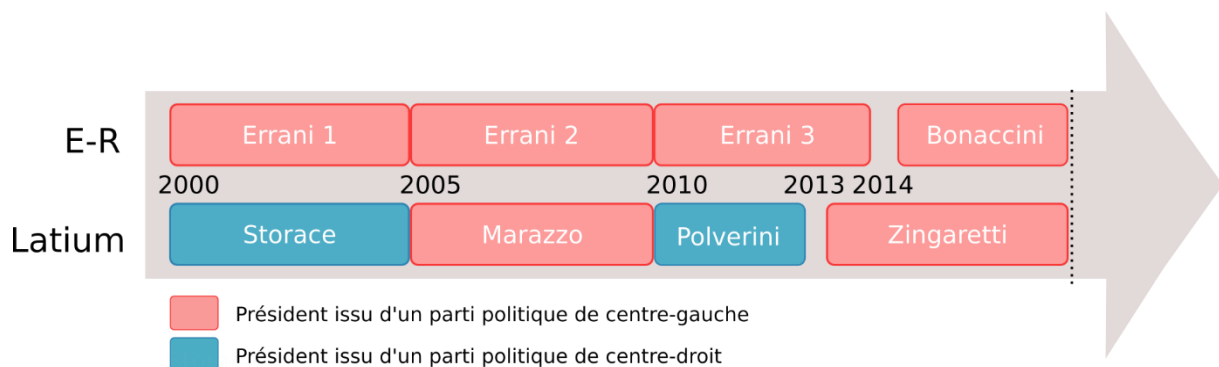 E-R
Errani 1 Errani 2 Errani 3 Bonaccini
2000 2005 2010 2013 2014
Latium
Storace Marazzo Polverini Zingaretti
Président issu d'un parti politique de centre-gauche
Président issu d'un parti politique de centre-droit